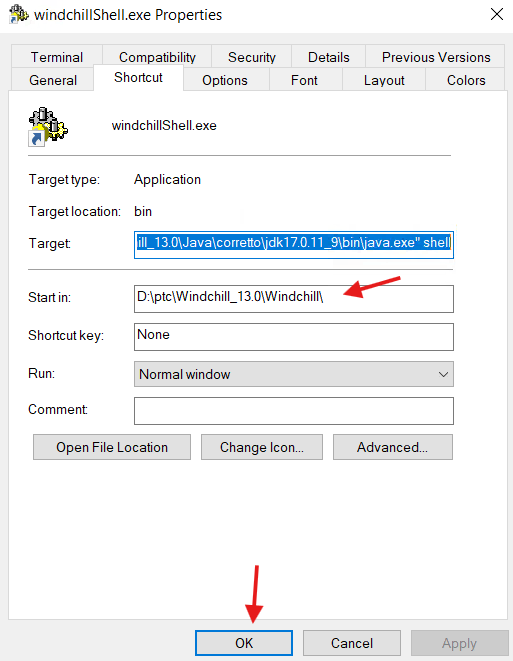 windchillShell.exe Properties
Terminal Compatibility Security Details Previous Versions
General Shortcut Options Font Layout Colors
windchillShell.exe
Target type: Application
Target location: bin
Target: ill_13.0\Java\corretto\jdk17.0.11_9\bin\java.exe" shell
Start in: D:\ptc\Windchill_13.0\Windchill\
Shortcut key: None
Run: Normal window
Comment:
Open File Location Change Icon... Advanced...
OK Cancel Apply